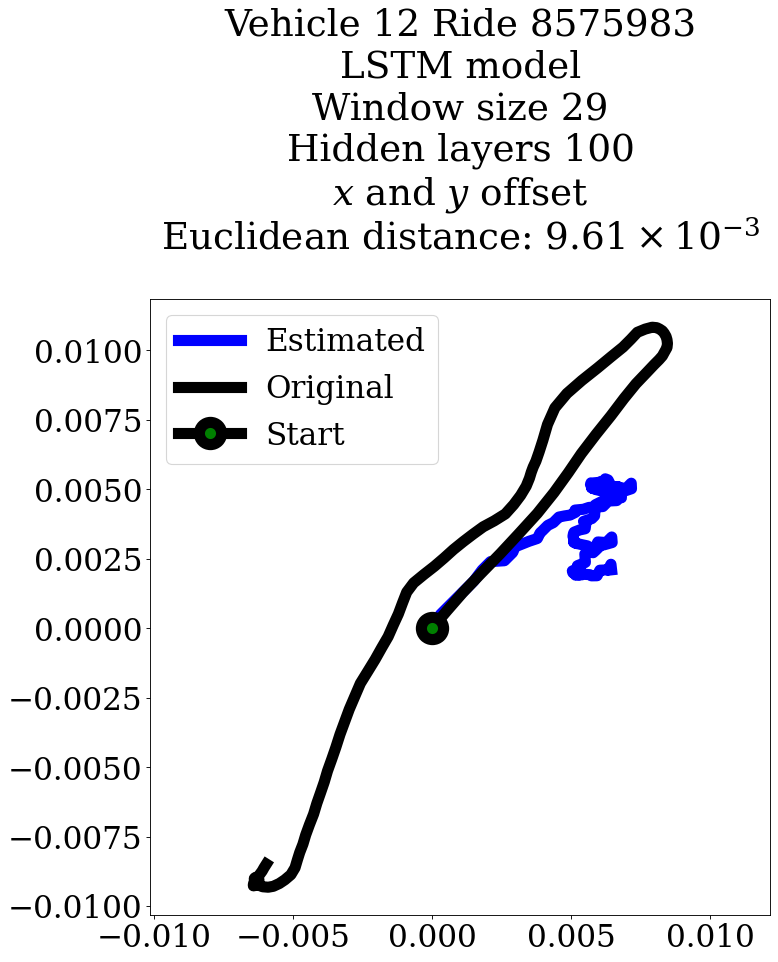 Vehicle 12 Ride 8575983
LSTM model
Window size 29
Hidden layers 100
x and y offset
Euclidean distance: 9.61 × 10⁻³
Estimated
Original
Start
0.0100
0.0075
0.0050
0.0025
0.0000
−0.0025
−0.0050
−0.0075
−0.0100
−0.010 −0.005 0.000 0.005 0.010